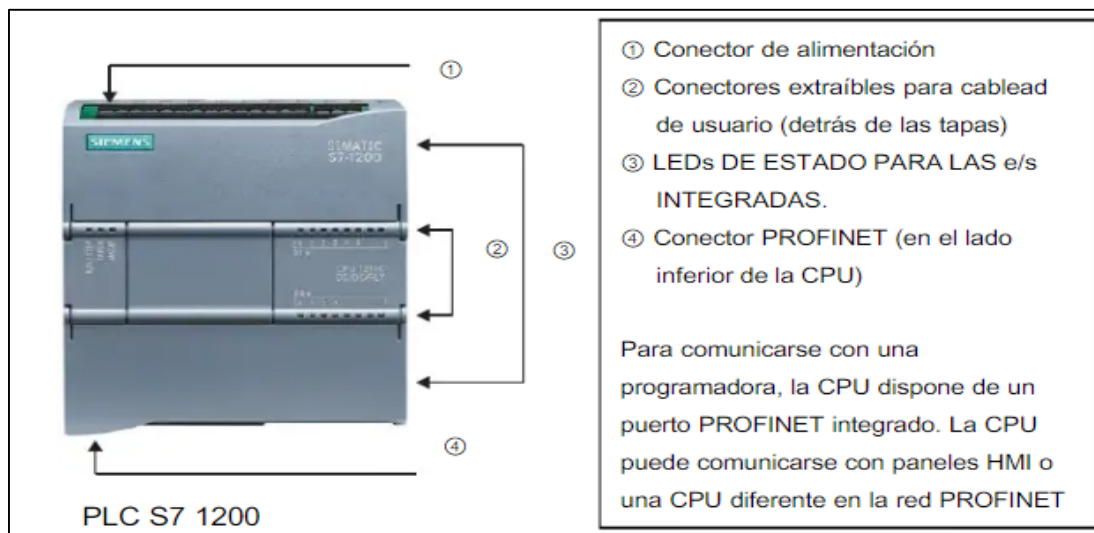 ①
SIEMENS
SIMATIC
S7-1200
②
③
④
PLC S7 1200
① Conector de alimentación
② Conectores extraíbles para cablead
de usuario (detrás de las tapas)
③ LEDs DE ESTADO PARA LAS e/s
INTEGRADAS.
④ Conector PROFINET (en el lado
inferior de la CPU)
Para comunicarse con una
programadora, la CPU dispone de un
puerto PROFINET integrado. La CPU
puede comunicarse con paneles HMI o
una CPU diferente en la red PROFINET